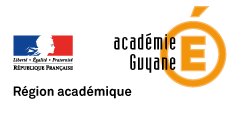 Liberté • Égalité • Fraternité
RÉPUBLIQUE FRANÇAISE
Région académique
académie
Guyane
É